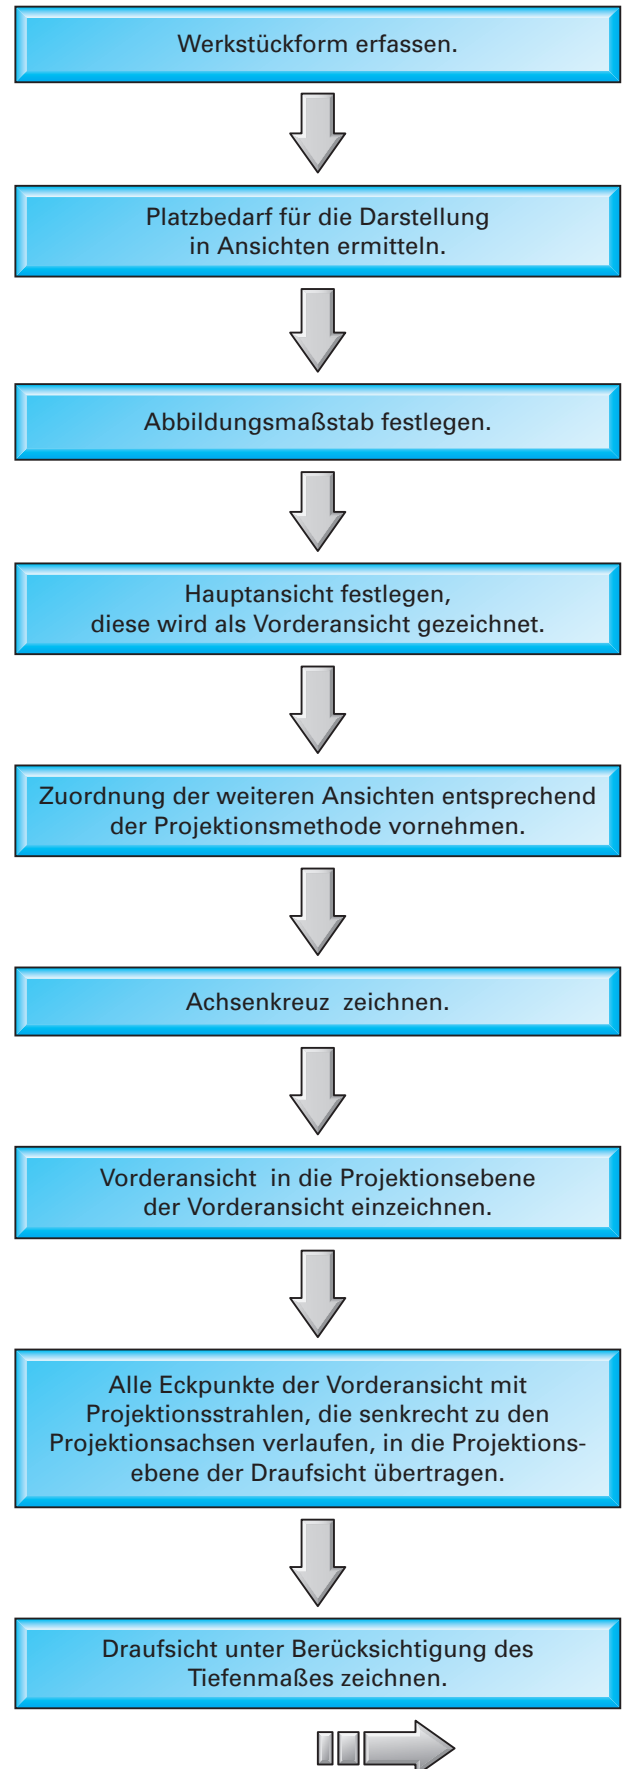 Werkstückform erfassen.
Platzbedarf für die Darstellung
in Ansichten ermitteln.
Abbildungsmaßstab festlegen.
Hauptansicht festlegen,
diese wird als Vorderansicht gezeichnet.
Zuordnung der weiteren Ansichten entsprechend
der Projektionsmethode vornehmen.
Achsenkreuz zeichnen.
Vorderansicht in die Projektionsebene
der Vorderansicht einzeichnen.
Alle Eckpunkte der Vorderansicht mit
Projektionsstrahlen, die senkrecht zu den
Projektionsachsen verlaufen, in die Projektions-
ebene der Draufsicht übertragen.
Draufsicht unter Berücksichtigung des
Tiefenmaßes zeichnen.